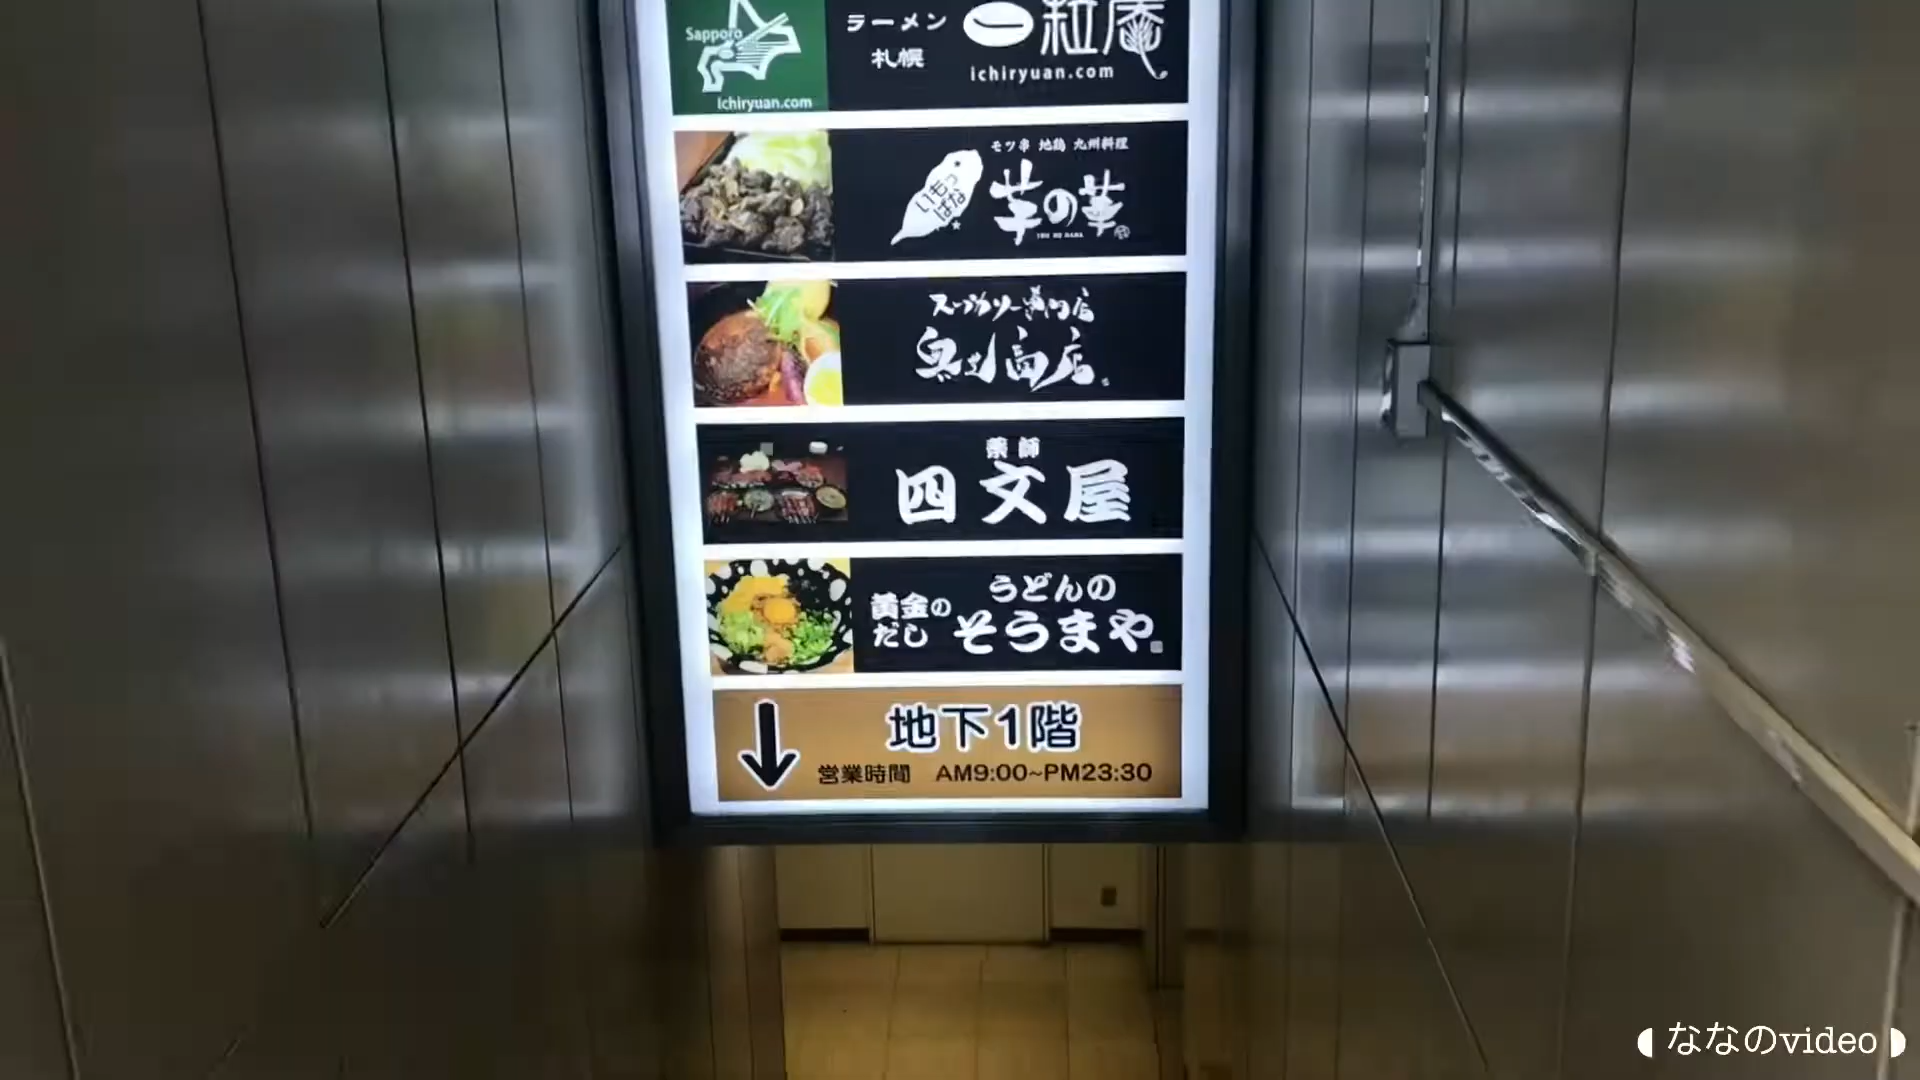 Sapporo
ichiryuan.com
ラーメン
札幌
一粒庵
ichiryuan.com
モツ串 地鶏 九州料理
いもっ
ばな
芋の華
IMO NO HANA
スープカリー専門店
奥芝商店
薬師
四文屋
黄金の
だし
うどんの
そうまや
地下1階
営業時間 AM9:00~PM23:30
ななのvideo